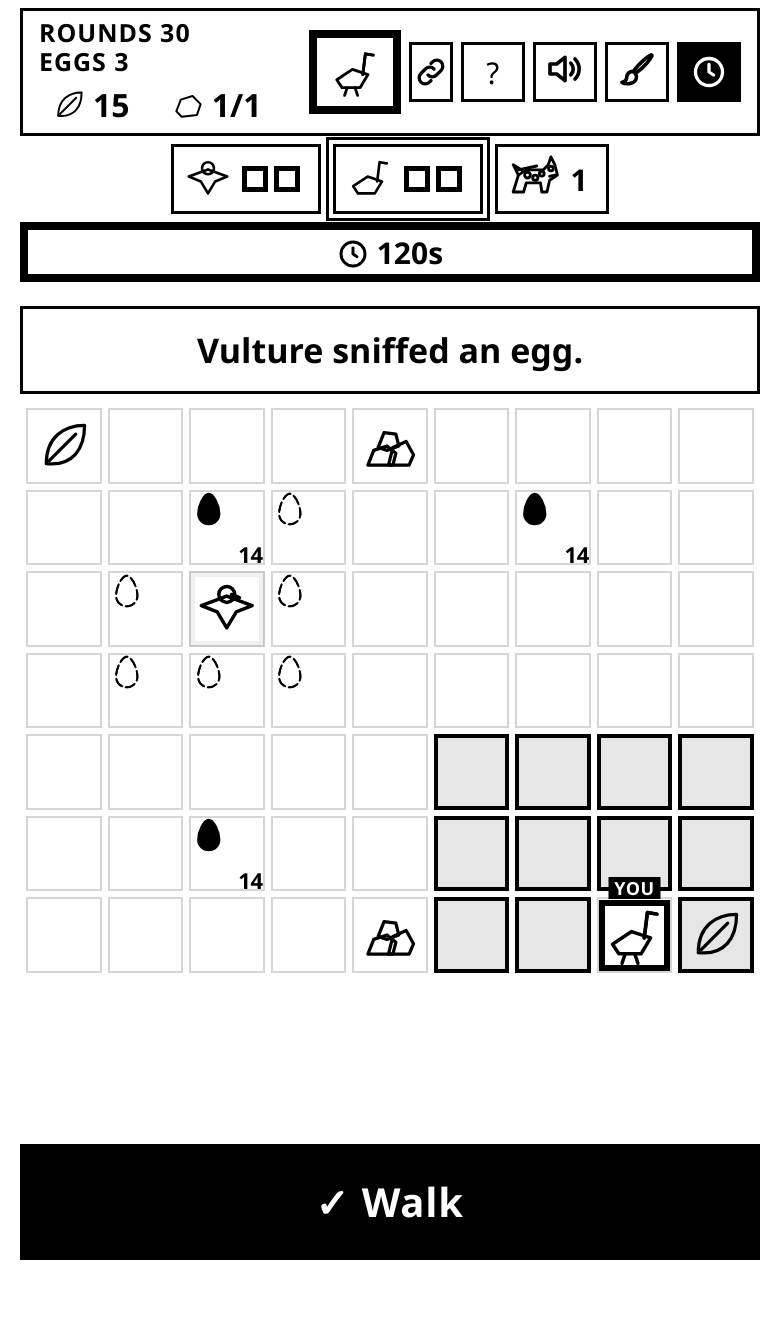 ROUNDS 30
EGGS 3
15 1/1
?
1
120s
Vulture sniffed an egg.
14 14
14
YOU
✓ Walk